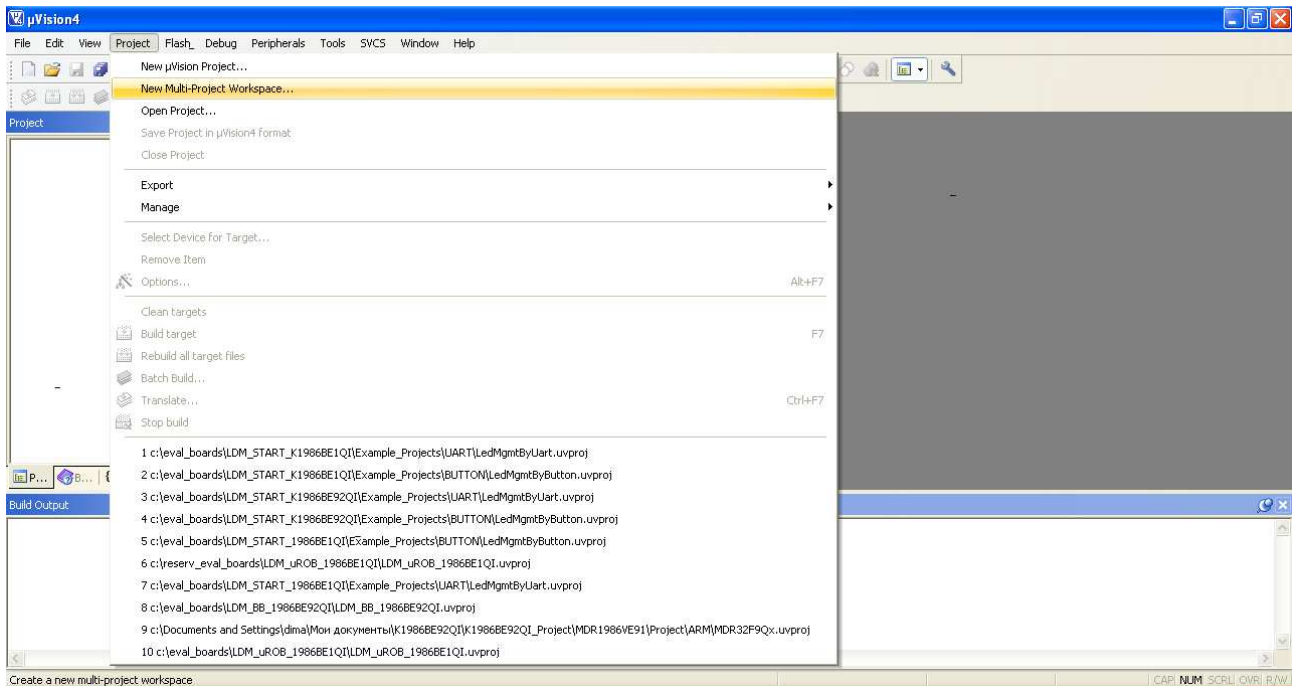 µVision4
File Edit View Project Flash Debug Peripherals Tools SVCS Window Help
New µVision Project...
New Multi-Project Workspace...
Open Project...
Save Project in µVision4 format
Close Project
Export
Manage
Select Device for Target...
Remove Item
Options... Alt+F7
Clean targets
Build target F7
Rebuild all target files
Batch Build...
Translate... Ctrl+F7
Stop build
1 c:\eval_boards\LDM_START_K1986BE1QI\Example_Projects\UART\LedMgmtByUart.uvproj
2 c:\eval_boards\LDM_START_K1986BE1QI\Example_Projects\BUTTON\LedMgmtByButton.uvproj
3 c:\eval_boards\LDM_START_K1986BE92QI\Example_Projects\UART\LedMgmtByUart.uvproj
4 c:\eval_boards\LDM_START_K1986BE92QI\Example_Projects\BUTTON\LedMgmtByButton.uvproj
5 c:\eval_boards\LDM_START_1986BE1QI\Example_Projects\BUTTON\LedMgmtByButton.uvproj
6 c:\reserv_eval_boards\LDM_uROB_1986BE1QI\LDM_uROB_1986BE1QI.uvproj
7 c:\eval_boards\LDM_START_1986BE1QI\Example_Projects\UART\LedMgmtByUart.uvproj
8 c:\eval_boards\LDM_BB_1986BE92QI\LDM_BB_1986BE92QI.uvproj
9 c:\Documents and Settings\dima\Мои документы\K1986BE92QI\K1986BE92QI_Project\MDR1986VE91\Project\ARM\MDR32F9Qx.uvproj
10 c:\eval_boards\LDM_uROB_1986BE1QI\LDM_uROB_1986BE1QI.uvproj
Project
P... B... {
Build Output
Create a new multi-project workspace CAP NUM SCRL OVR R/W